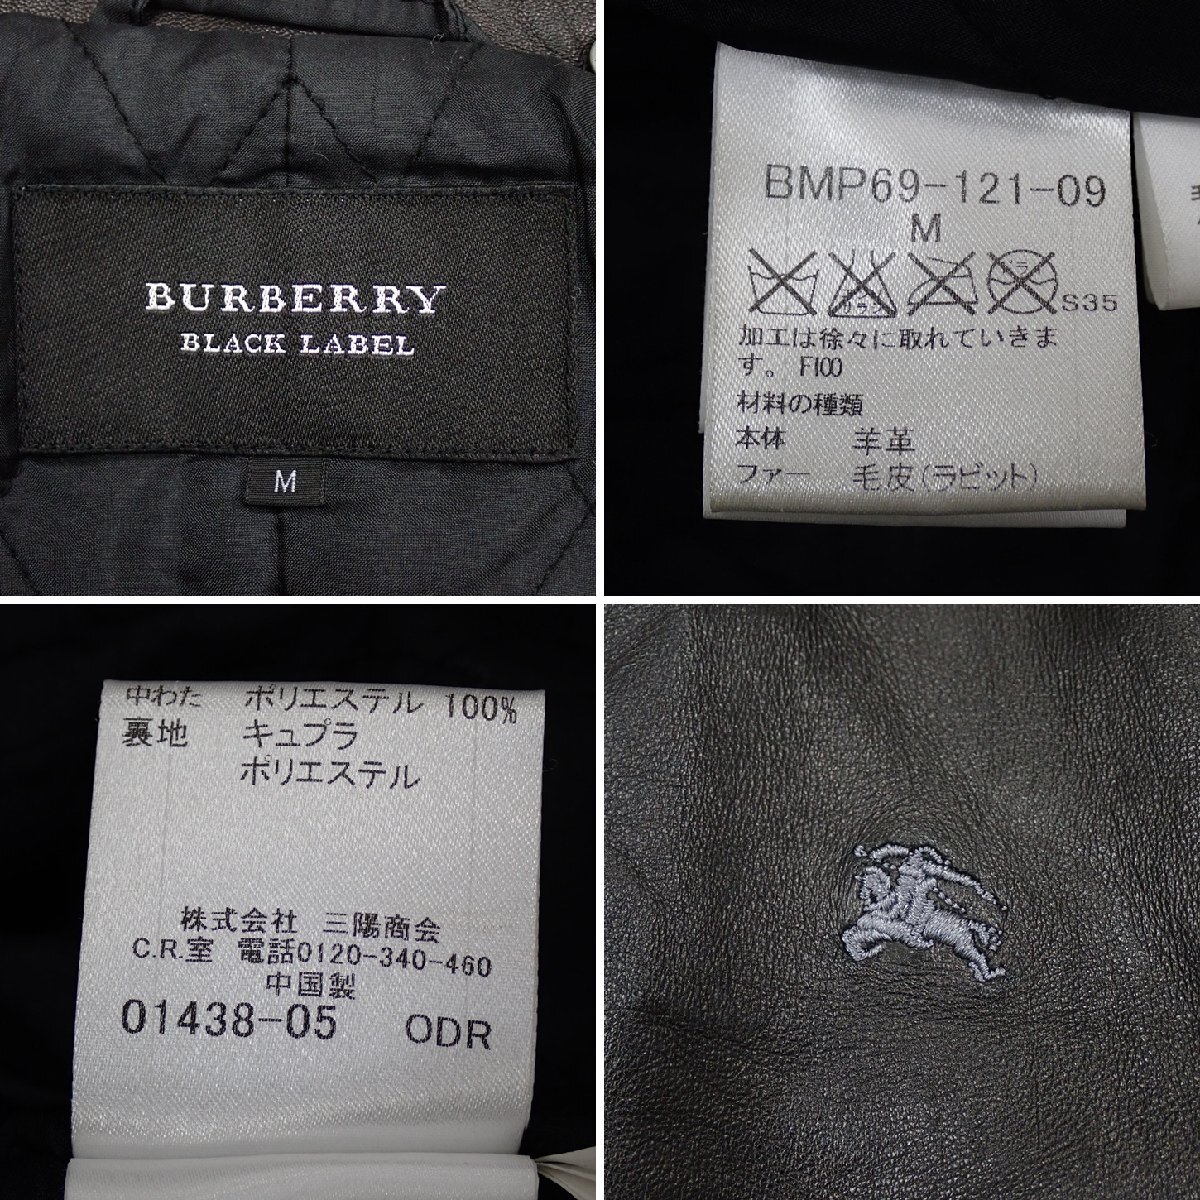 BURBERRY
BLACK LABEL
M
BMP69-121-09
M
S35
加工は徐々に取れていきま
す。 F100
材料の種類
本体 羊革
ファー 毛皮(ラビット)
中わた ポリエステル 100%
裏地 キュプラ
ポリエステル
株式会社 三陽商会
C.R.室 電話0120-340-460
中国製
01438-05 ODR